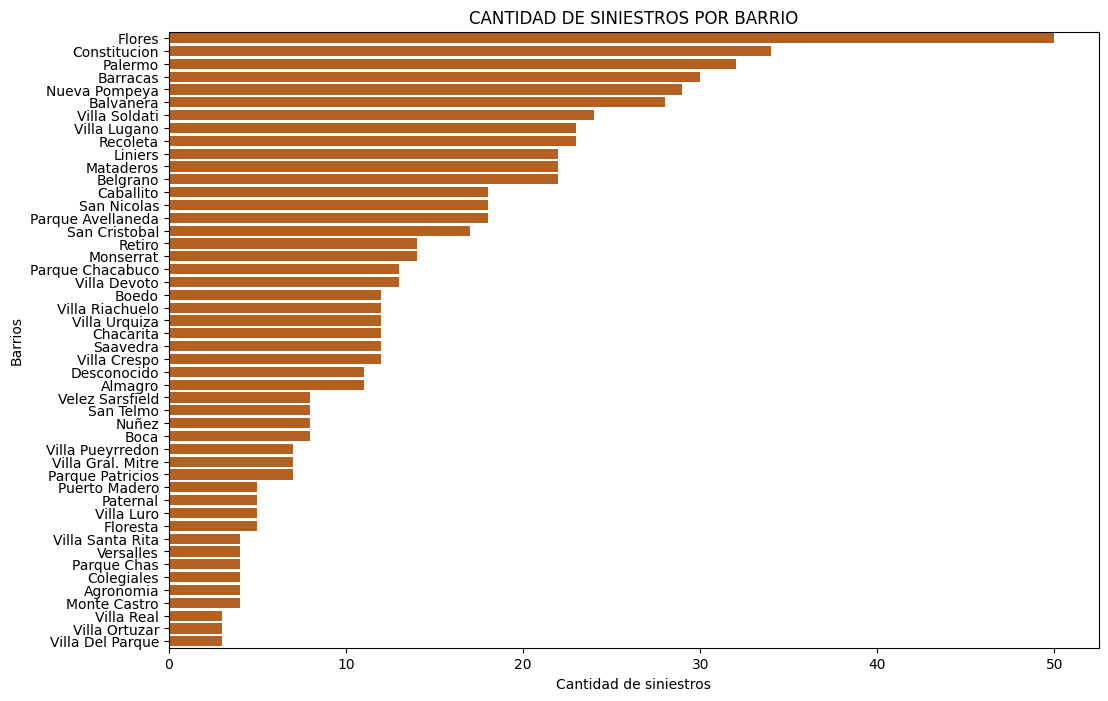 CANTIDAD DE SINIESTROS POR BARRIO
Flores
Constitucion
Palermo
Barracas
Nueva Pompeya
Balvanera
Villa Soldati
Villa Lugano
Recoleta
Liniers
Mataderos
Belgrano
Caballito
San Nicolas
Parque Avellaneda
San Cristobal
Retiro
Monserrat
Parque Chacabuco
Villa Devoto
Boedo
Villa Riachuelo
Villa Urquiza
Chacarita
Saavedra
Villa Crespo
Desconocido
Almagro
Velez Sarsfield
San Telmo
Nuñez
Boca
Villa Pueyrredon
Villa Gral. Mitre
Parque Patricios
Puerto Madero
Paternal
Villa Luro
Floresta
Villa Santa Rita
Versalles
Parque Chas
Colegiales
Agronomia
Monte Castro
Villa Real
Villa Ortuzar
Villa Del Parque
Barrios
0 10 20 30 40 50
Cantidad de siniestros